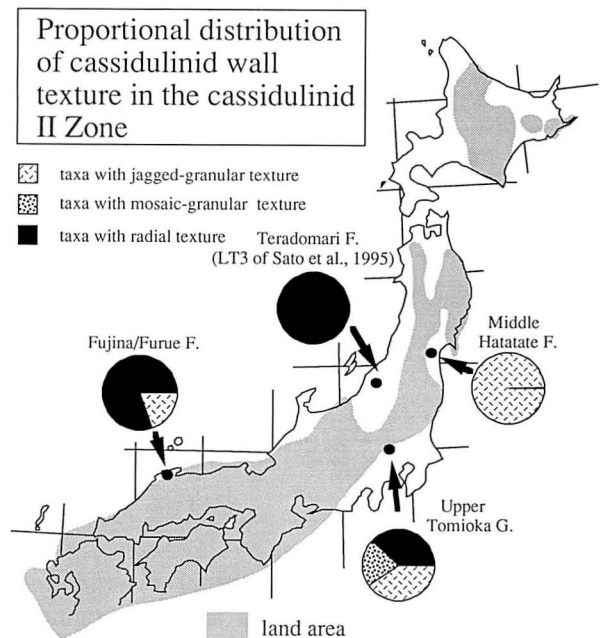 Proportional distribution
of cassidulinid wall
texture in the cassidulinid
II Zone
taxa with jagged-granular texture
taxa with mosaic-granular texture
taxa with radial texture
Teradomari F.
(LT3 of Sato et al., 1995)
Fujina/Furue F.
Middle
Hatatate F.
Upper
Tomioka G.
land area